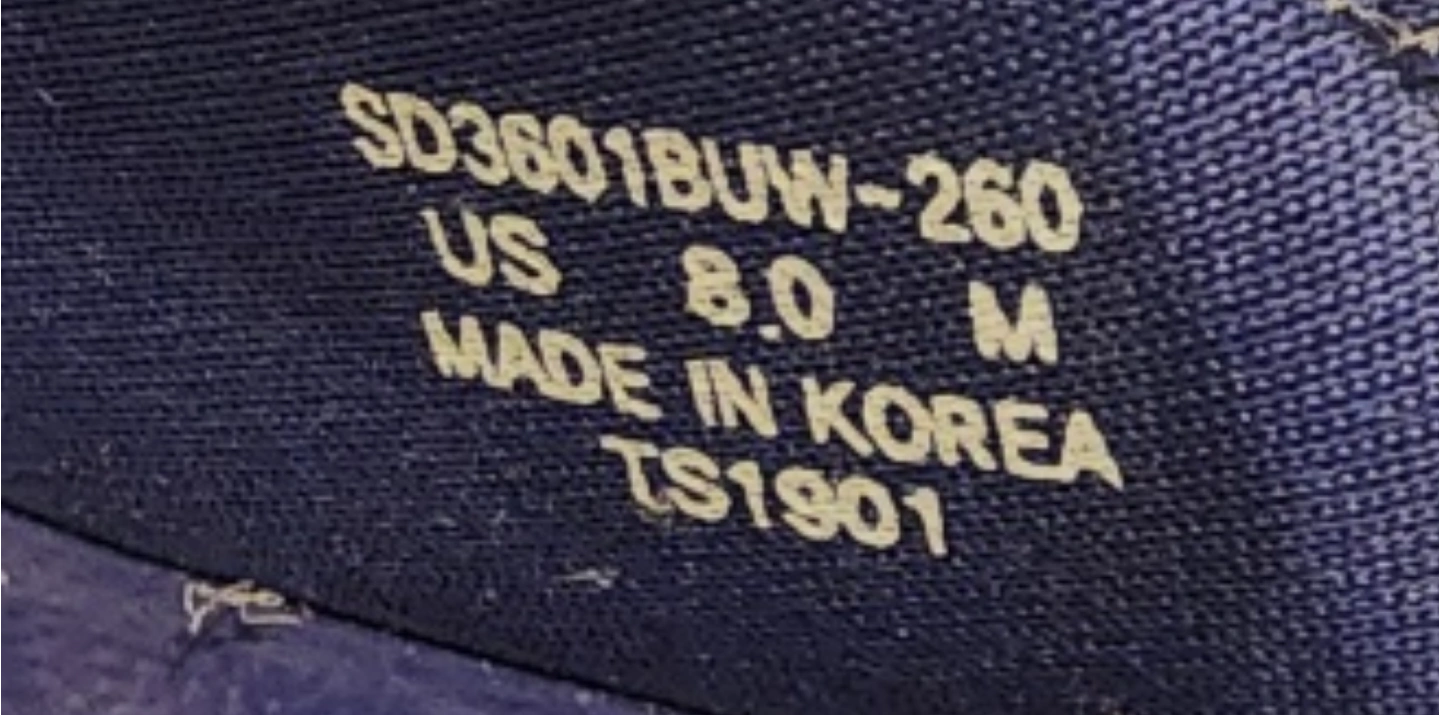 SD3601BUW-260
US 8.0 M
MADE IN KOREA
TS1901